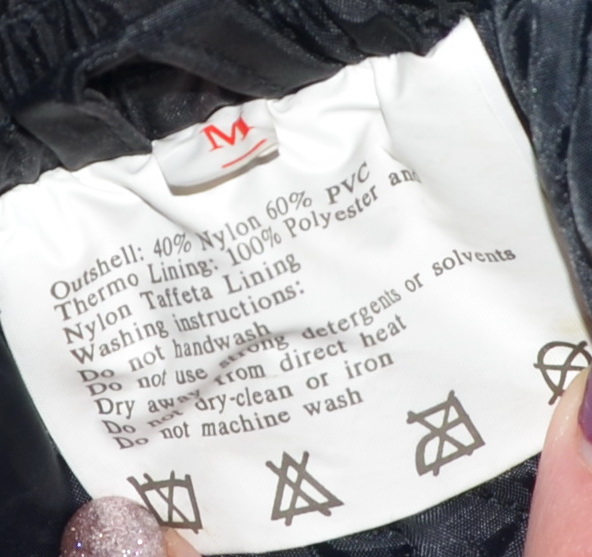 M
Outshell: 40% Nylon 60% PVC
Thermo Lining: 100% Polyester and
Nylon Taffeta Lining
Washing instructions:
Do not handwash
Do not use strong detergents or solvents
Dry away from direct heat
Do not dry-clean or iron
Do not machine wash